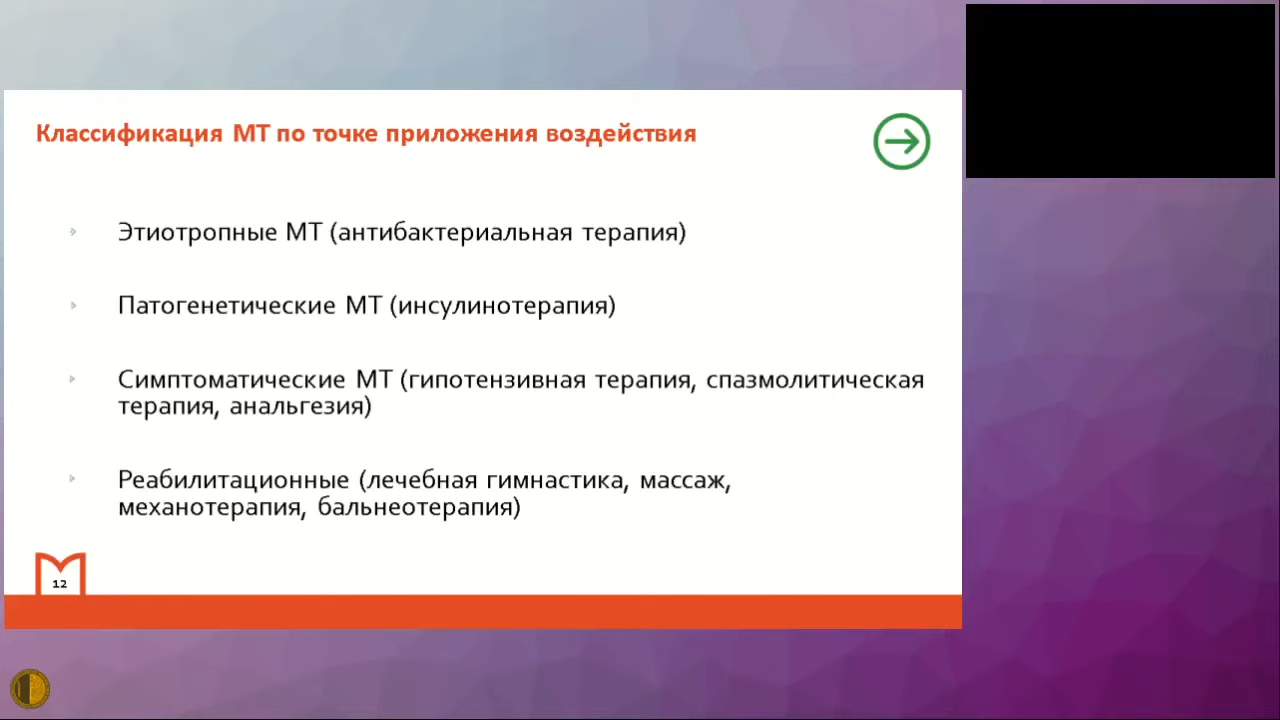 Классификация МТ по точке приложения воздействия
Этиотропные МТ (антибактериальная терапия)
Патогенетические МТ (инсулинотерапия)
Симптоматические МТ (гипотензивная терапия, спазмолитическая
терапия, анальгезия)
Реабилитационные (лечебная гимнастика, массаж,
механотерапия, бальнеотерапия)
12